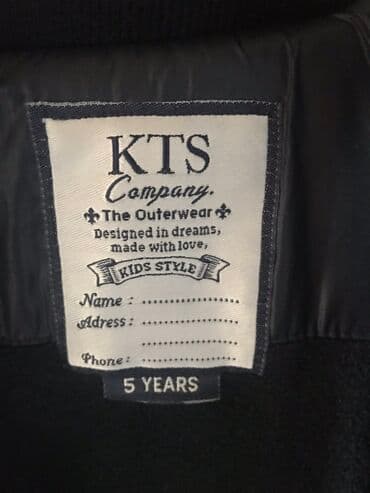 KTS
Company.
The Outerwear
Designed in dreams,
made with love,
KIDS STYLE
Name : ..................
Adress : ..................
..................
Phone : ..................
5 YEARS